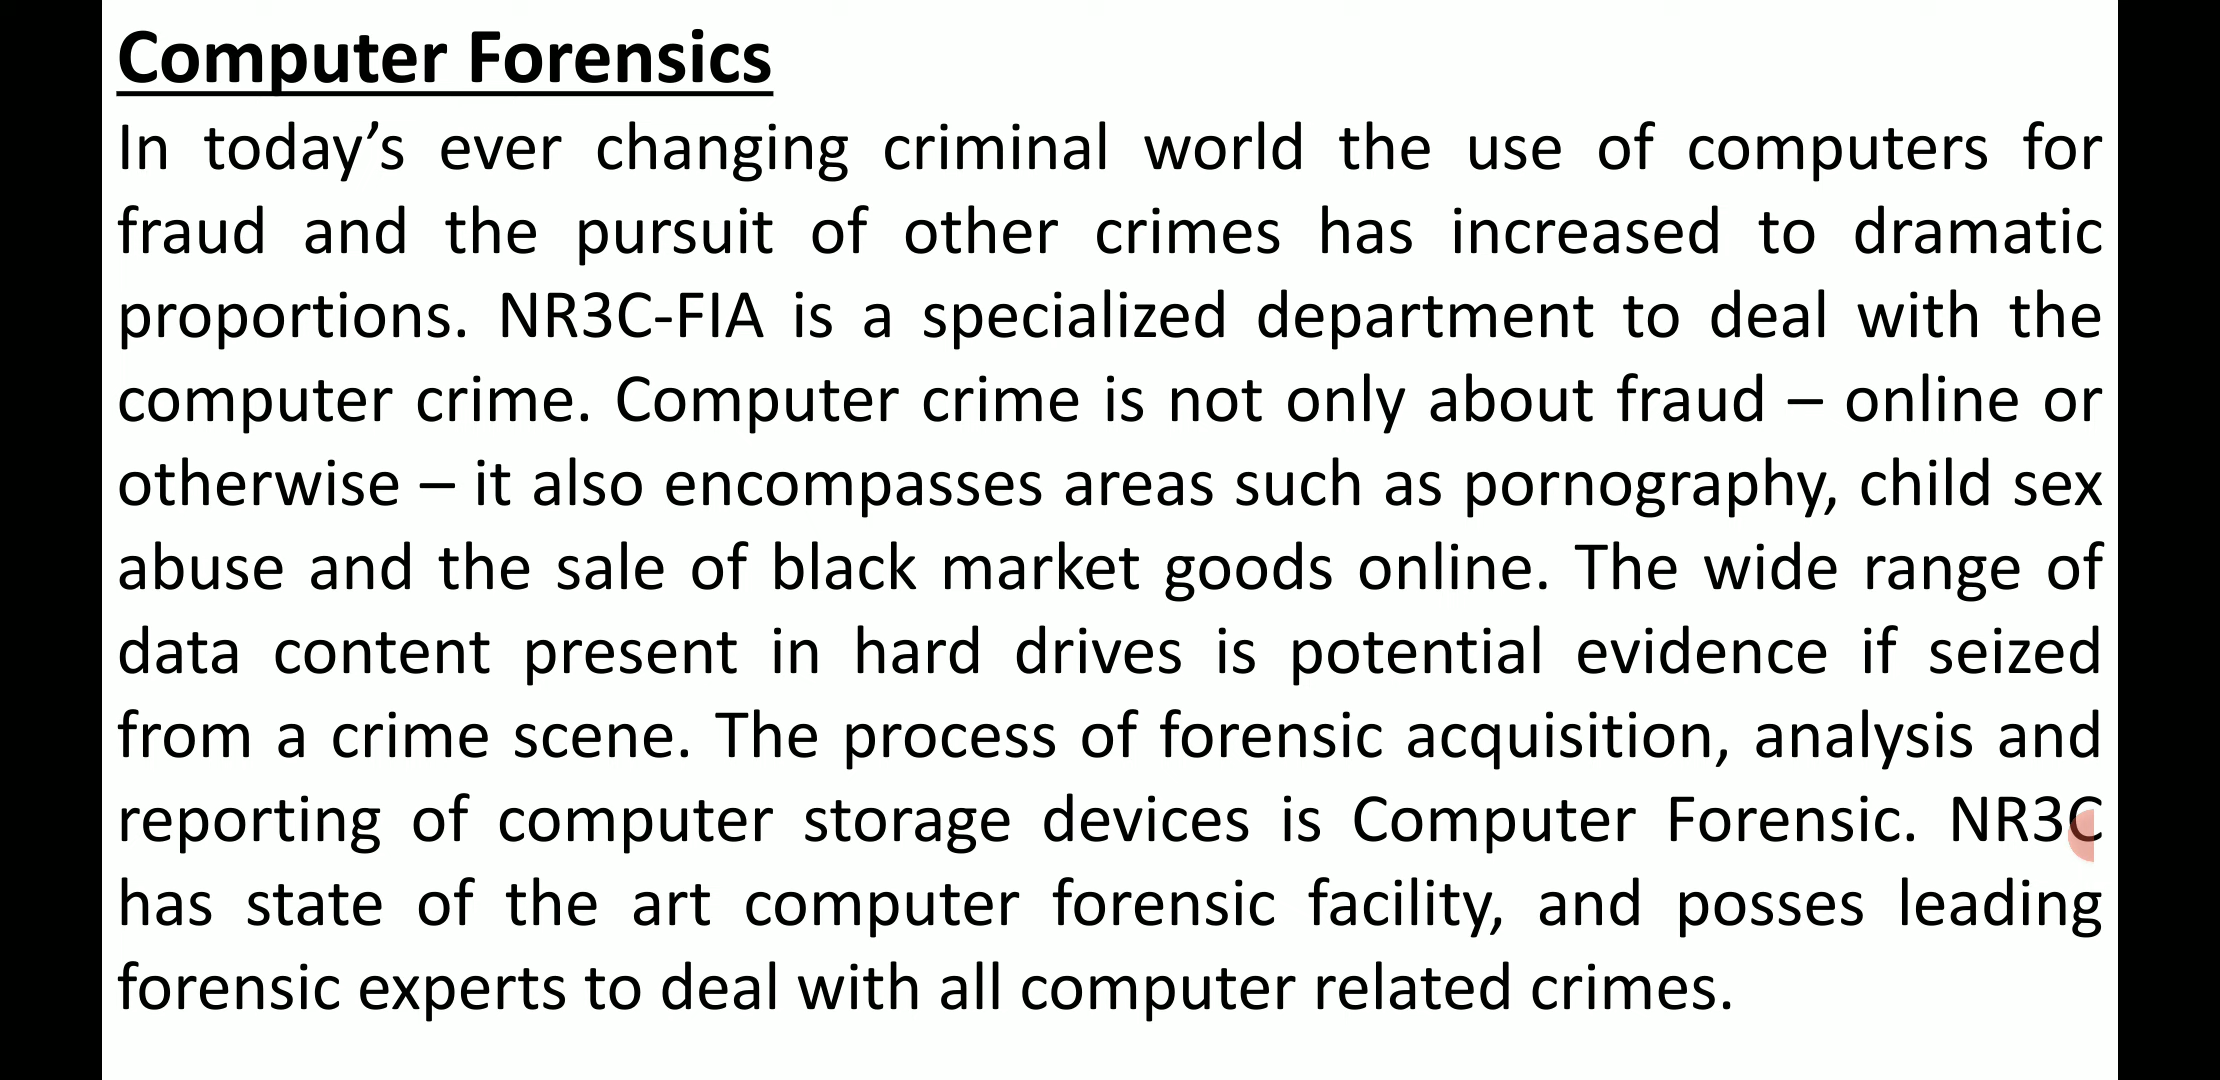 Computer Forensics
In today’s ever changing criminal world the use of computers for
fraud and the pursuit of other crimes has increased to dramatic
proportions. NR3C-FIA is a specialized department to deal with the
computer crime. Computer crime is not only about fraud – online or
otherwise – it also encompasses areas such as pornography, child sex
abuse and the sale of black market goods online. The wide range of
data content present in hard drives is potential evidence if seized
from a crime scene. The process of forensic acquisition, analysis and
reporting of computer storage devices is Computer Forensic. NR3C
has state of the art computer forensic facility, and posses leading
forensic experts to deal with all computer related crimes.